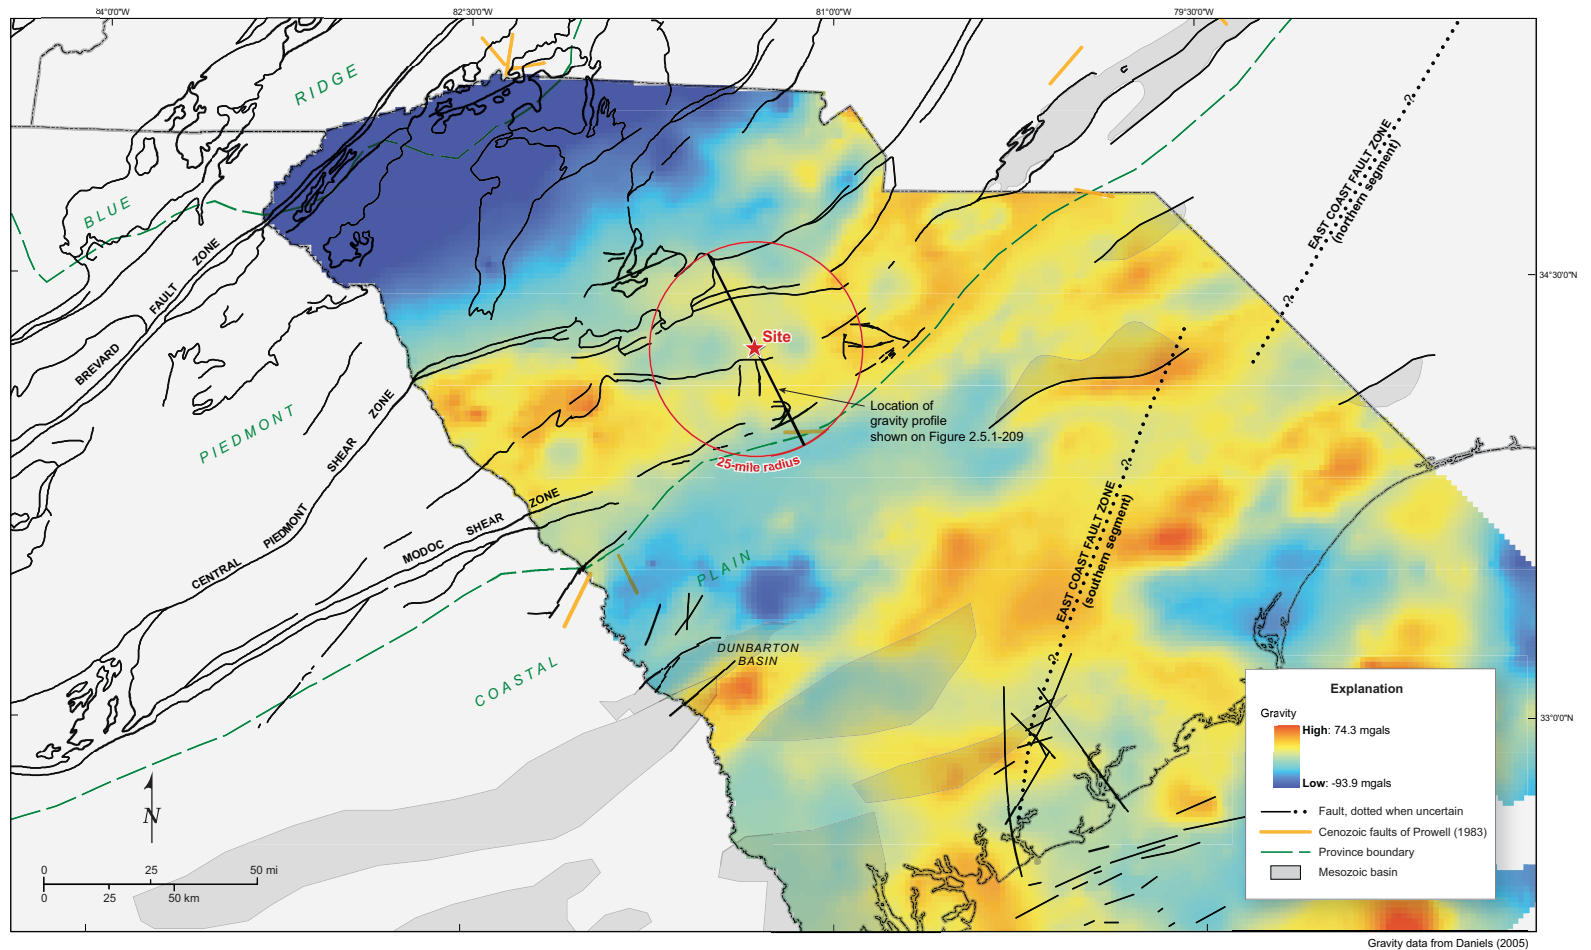 84°0'0"W
82°30'0"W
81°0'0"W
79°30'0"W
RIDGE
BLUE
BREVARD FAULT ZONE
PIEDMONT
CENTRAL PIEDMONT SHEAR ZONE
MODOC SHEAR ZONE
COASTAL
PLAIN
DUNBARTON
BASIN
Site
25-mile radius
Location of
gravity profile
shown on Figure 2.5.1-209
EAST COAST FAULT ZONE
(northern segment)
?
?
EAST COAST FAULT ZONE
(southern segment)
?
?
34°30'0"N
33°0'0"N
N
0 25 50 mi
0 25 50 km
Explanation
Gravity
High: 74.3 mgals
Low: -93.9 mgals
Fault, dotted when uncertain
Cenozoic faults of Prowell (1983)
Province boundary
Mesozoic basin
Gravity data from Daniels (2005)